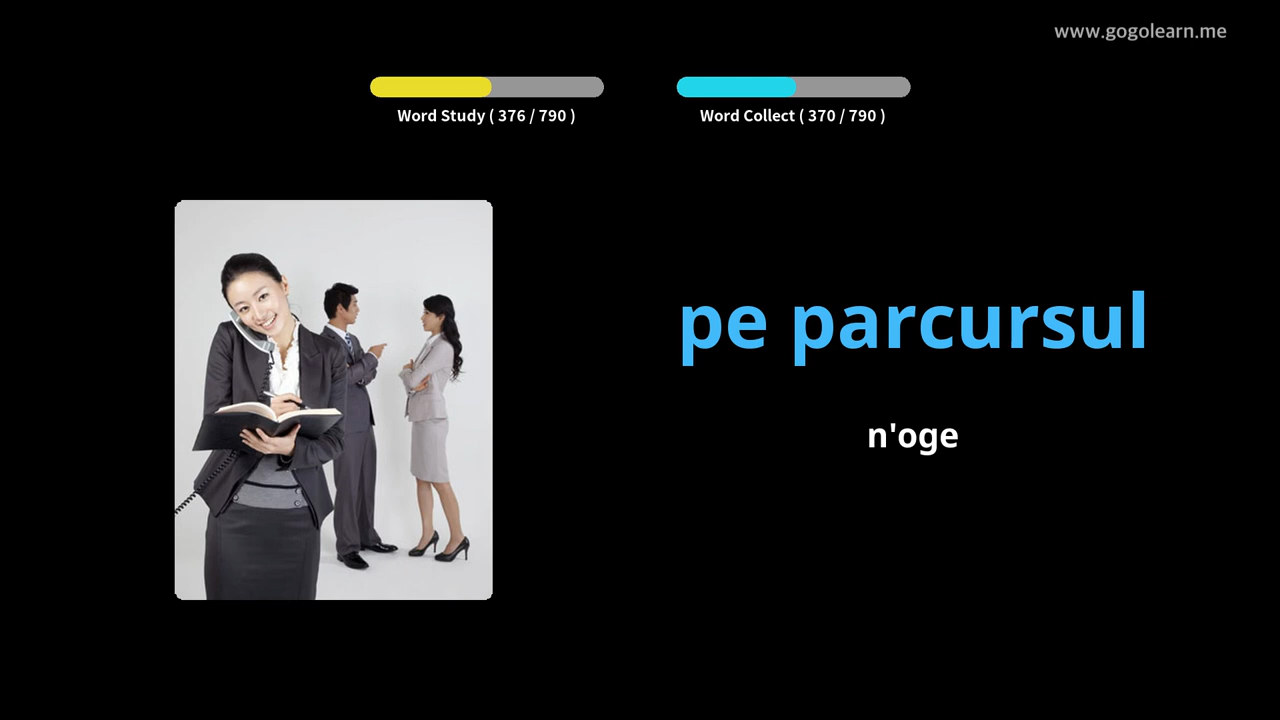 www.gogolearn.me
Word Study ( 376 / 790 )
Word Collect ( 370 / 790 )
pe parcursul
n'oge